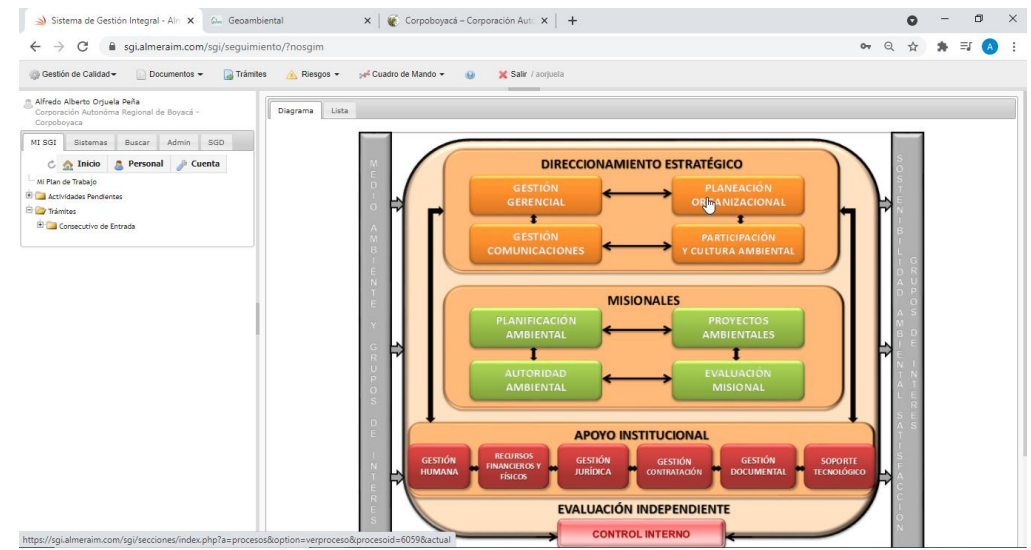 Sistema de Gestión Integral - Aln
Geoambiental
Corpoboyacá – Corporación Autó
sgi.almeraim.com/sgi/seguimiento/?nosgim
A
Gestión de Calidad
Documentos
Trámites
Riesgos
Cuadro de Mando
Salir / aorjuela
Alfredo Alberto Orjuela Peña
Corporación Autonóma Regional de Boyacá -
Corpoboyaca
MI SGI
Sistemas
Buscar
Admin
SGD
Inicio
Personal
Cuenta
Mi Plan de Trabajo
Actividades Pendientes
Trámites
Consecutivo de Entrada
Diagrama
Lista
MEDIO AMBIENTE Y GRUPOS DE INTERES
DIRECCIONAMIENTO ESTRATÉGICO
GESTIÓN
GERENCIAL
PLANEACIÓN
ORGANIZACIONAL
GESTIÓN
COMUNICACIONES
PARTICIPACIÓN
Y CULTURA AMBIENTAL
MISIONALES
PLANIFICACIÓN
AMBIENTAL
PROYECTOS
AMBIENTALES
AUTORIDAD
AMBIENTAL
EVALUACIÓN
MISIONAL
APOYO INSTITUCIONAL
GESTIÓN
HUMANA
RECURSOS
FINANCIEROS Y
FÍSICOS
GESTIÓN
JURÍDICA
GESTIÓN
CONTRATACIÓN
GESTIÓN
DOCUMENTAL
SOPORTE
TECNOLÓGICO
EVALUACIÓN INDEPENDIENTE
CONTROL INTERNO
SOSTENIBILIDAD AMBIENTAL SATISFACCION
GRUPOS DE INTERES
https://sgi.almeraim.com/sgi/secciones/index.php?a=procesos&option=verproceso&procesoid=6059&actual